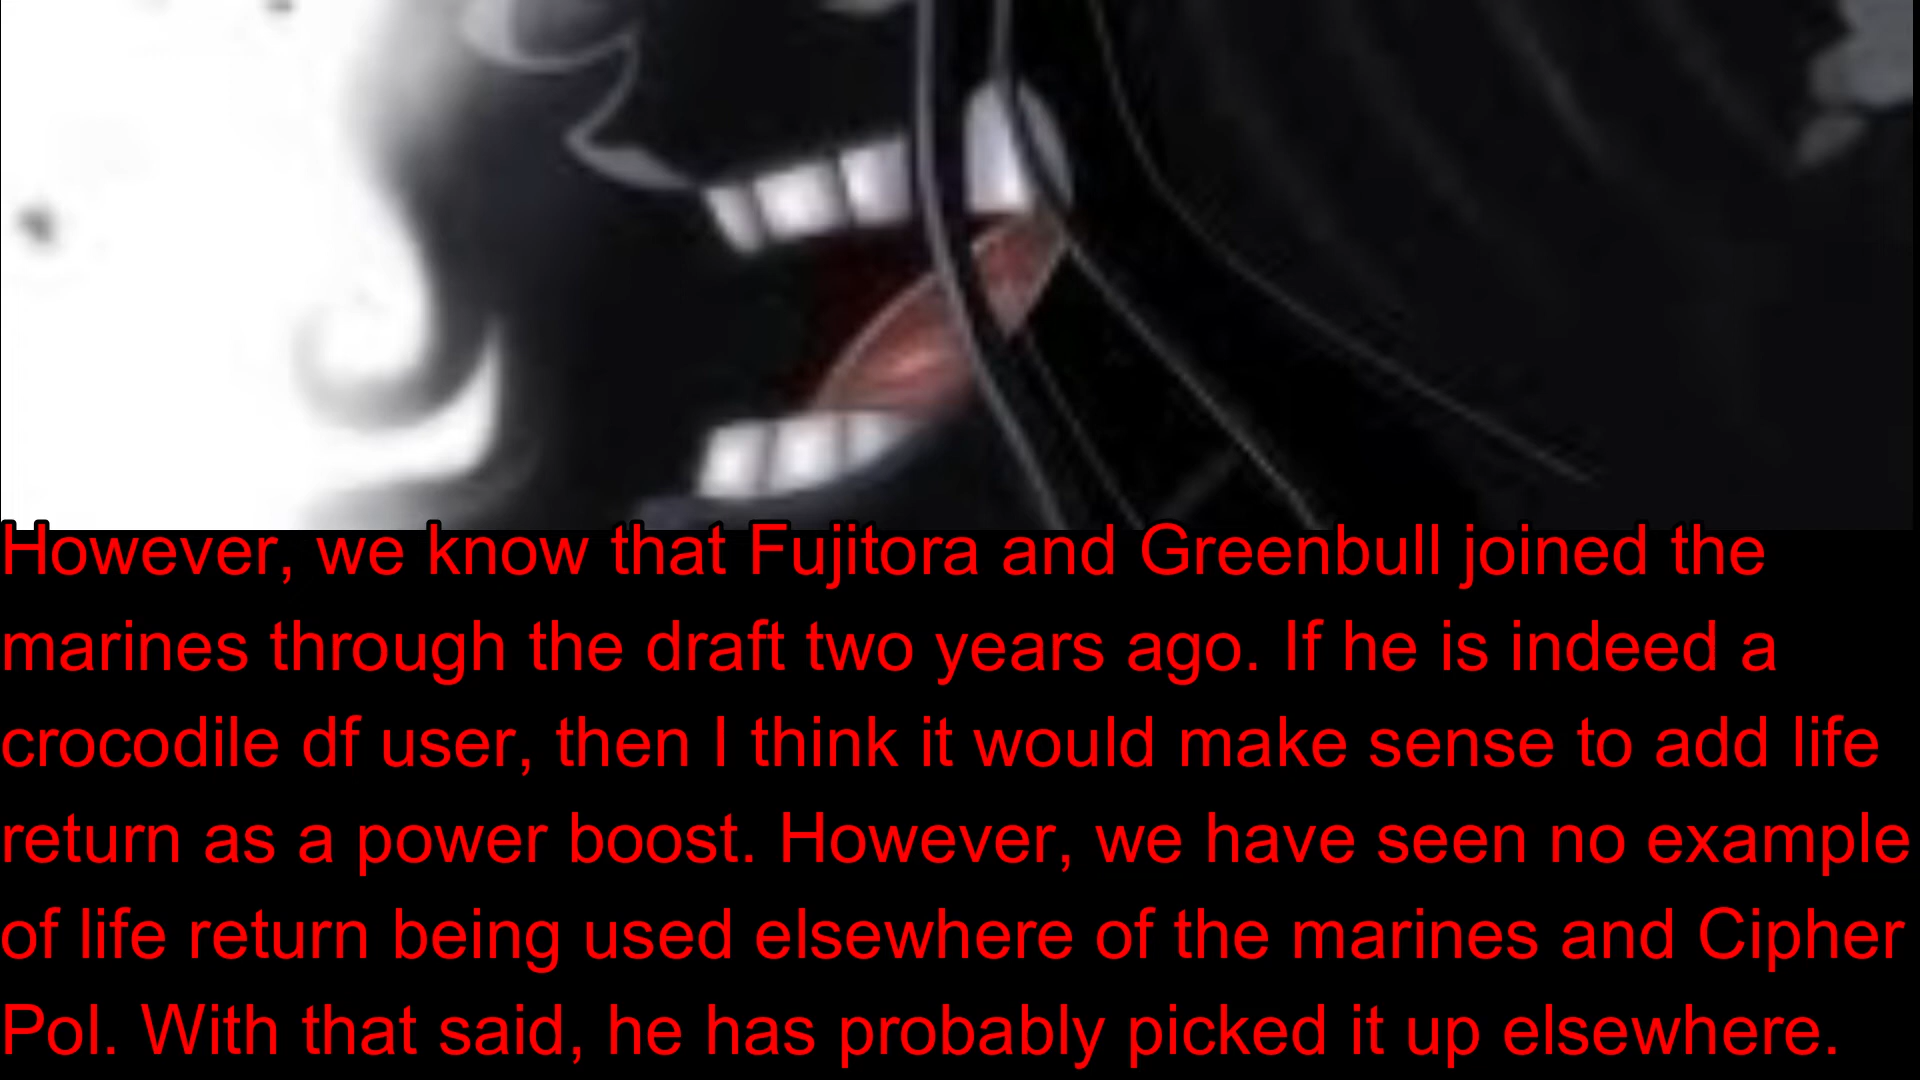 However, we know that Fujitora and Greenbull joined the
marines through the draft two years ago. If he is indeed a
crocodile df user, then I think it would make sense to add life
return as a power boost. However, we have seen no example
of life return being used elsewhere of the marines and Cipher
Pol. With that said, he has probably picked it up elsewhere.